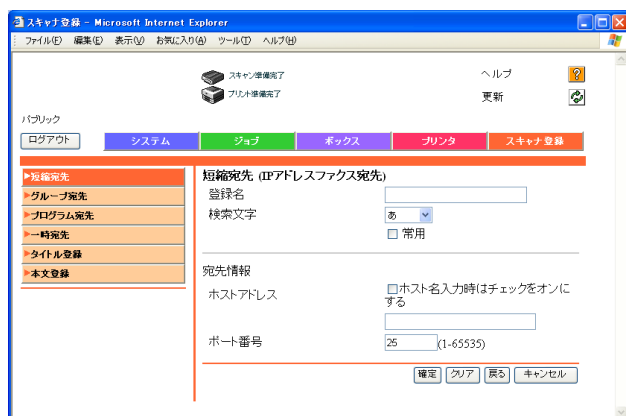 スキャナ登録 - Microsoft Internet Explorer
ファイル(F) 編集(E) 表示(V) お気に入り(A) ツール(T) ヘルプ(H)
スキャン準備完了
プリント準備完了
ヘルプ
更新
パブリック
ログアウト システム ジョブ ボックス プリンタ スキャナ登録
短縮宛先
グループ宛先
プログラム宛先
一時宛先
タイトル登録
本文登録
短縮宛先 (IPアドレスファクス宛先)
登録名
検索文字 あ
常用
宛先情報
ホストアドレス ホスト名入力時はチェックをオンに
する
ポート番号 25 (1-65535)
確定 クリア 戻る キャンセル